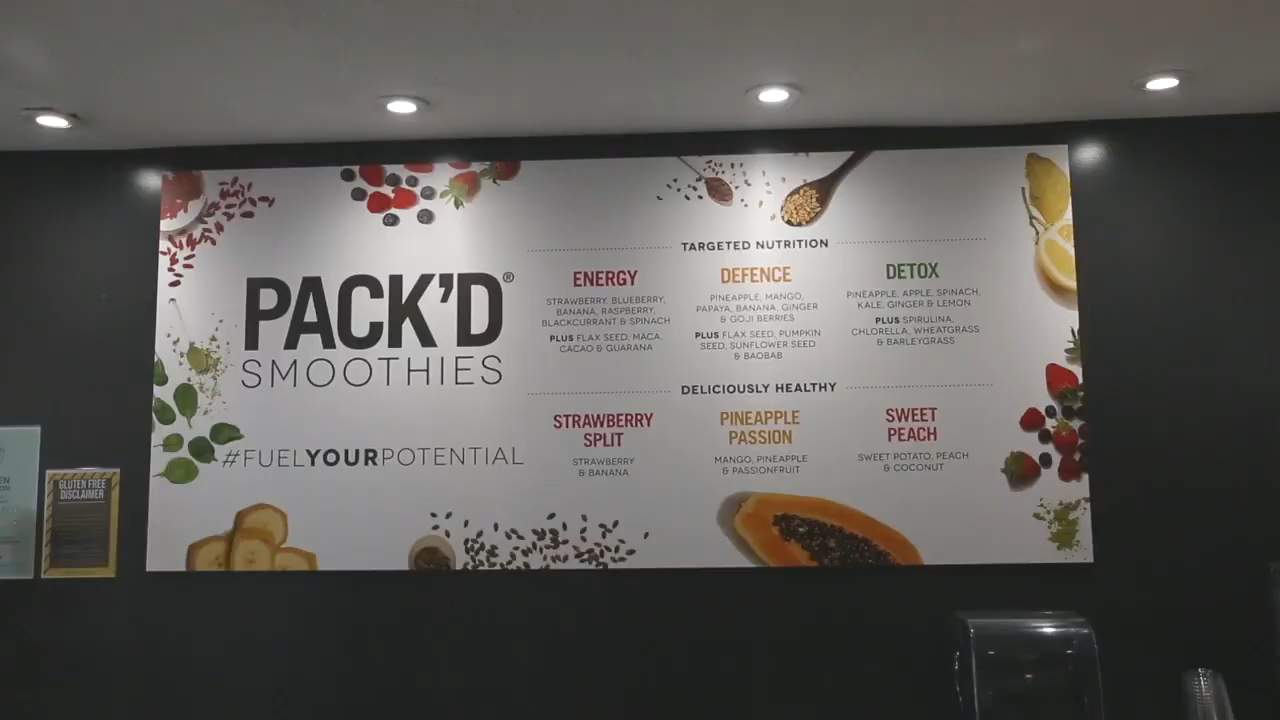 PACK'D®
SMOOTHIES
#FUELYOURPOTENTIAL
TARGETED NUTRITION
ENERGY
STRAWBERRY, BLUEBERRY,
BANANA, RASPBERRY,
BLACKCURRANT & SPINACH
PLUS FLAX SEED, MACA,
CACAO & GUARANA
DEFENCE
PINEAPPLE, MANGO,
PAPAYA, BANANA, GINGER
& GOJI BERRIES
PLUS FLAX SEED, PUMPKIN
SEED, SUNFLOWER SEED
& BAOBAB
DETOX
PINEAPPLE, APPLE, SPINACH,
KALE, GINGER & LEMON
PLUS SPIRULINA,
CHLORELLA, WHEATGRASS
& BARLEYGRASS
DELICIOUSLY HEALTHY
STRAWBERRY
SPLIT
STRAWBERRY
& BANANA
PINEAPPLE
PASSION
MANGO, PINEAPPLE
& PASSIONFRUIT
SWEET
PEACH
SWEET POTATO, PEACH
& COCONUT
GLUTEN FREE
DISCLAIMER